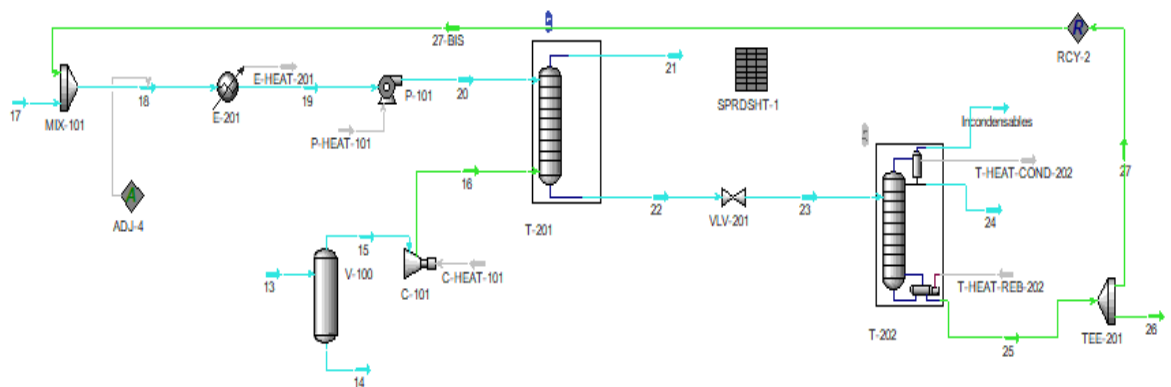 27-BIS
RCY-2
R
17
MIX-101
18
E-HEAT-201
E-201
19
P-101
20
P-HEAT-101
21
SPRDSHT-1
Incondensables
T-HEAT-COND-202
27
ADJ-4
A
16
T-201
22
VLV-201
23
24
13
V-100
15
C-101
C-HEAT-101
14
T-202
T-HEAT-REB-202
25
TEE-201
26